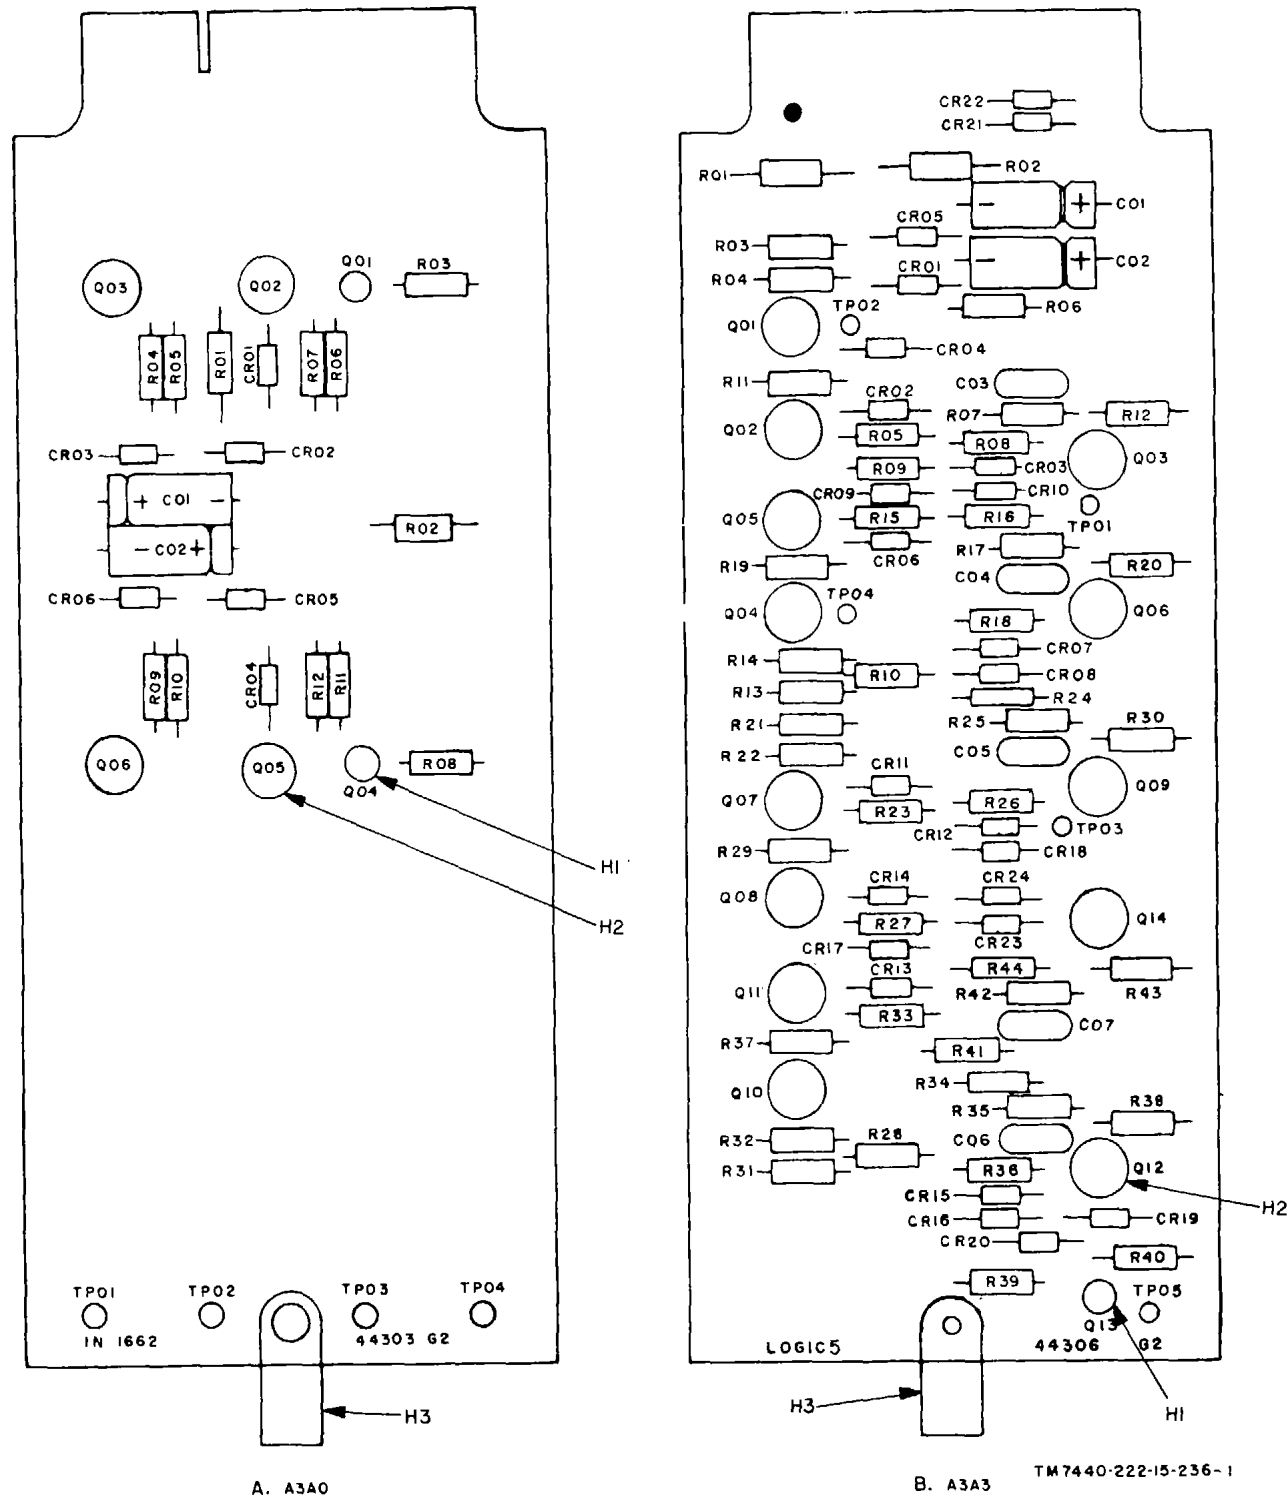 Q03
Q02
Q01
R03
R04
R05
R01
CR01
R07
R06
CR03
CR02
+ C01 -
R02
- C02 +
CR06
CR05
R09
R10
CR04
R12
R11
Q06
Q05
Q04
R08
H1
H2
TP01
TP02
TP03
TP04
IN 1662
44303 G2
H3
A. A3A0
CR22
CR21
R01
R02
- +
C01
CR05
R03
- +
C02
R04
CR01
R06
Q01
TP02
CR04
R11
C03
CR02
R07
R12
Q02
R05
R08
Q03
R09
CR03
CR09
CR10
Q05
R15
R16
TP01
CR06
R17
R19
R20
C04
Q04
TP04
Q06
R18
CR07
R14
R10
CR08
R13
R24
R21
R25
R30
R22
C05
CR11
Q09
Q07
R23
R26
CR12
TP03
R29
CR18
CR14
CR24
Q08
R27
Q14
CR17
CR23
CR13
R44
R43
Q11
R42
R33
C07
R37
R41
Q10
R34
R35
R38
R32
R28
C06
R31
R36
Q12
CR15
H2
CR16
CR19
CR20
R40
R39
TP05
Q13
LOGIC5
44306 G2
H3
H1
B. A3A3
TM7440-222-15-236-1